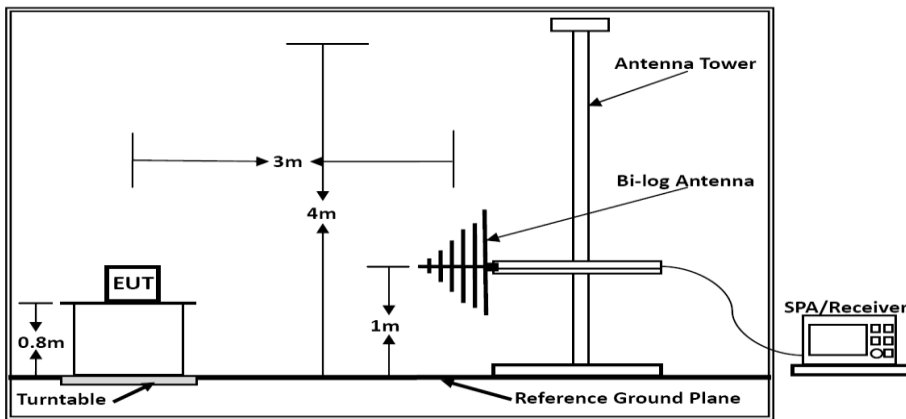 Antenna Tower
3m
Bi-log Antenna
4m
EUT
SPA/Receiver
0.8m
1m
Turntable
Reference Ground Plane